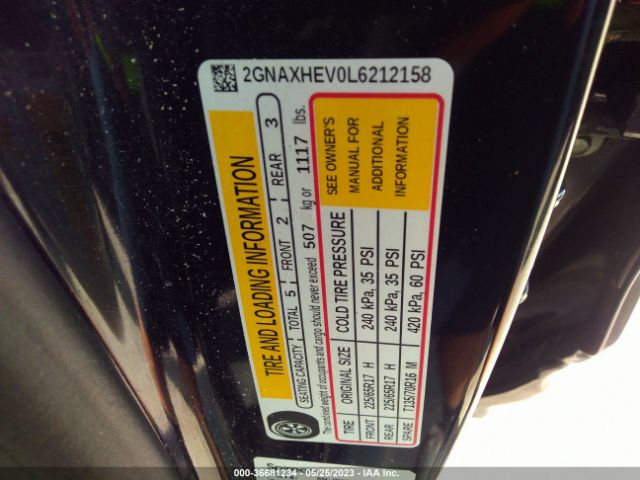 2GNAXHEV0L6212158
TIRE AND LOADING INFORMATION
SEATING CAPACITY TOTAL 5 FRONT 2 REAR 3
The combined weight of occupants and cargo should never exceed 507 kg or 1117 lbs.
TIRE ORIGINAL SIZE COLD TIRE PRESSURE
FRONT 225/65R17 H 240 kPa, 35 PSI
REAR 225/65R17 H 240 kPa, 35 PSI
SPARE T135/70R16 M 420 kPa, 60 PSI
SEE OWNER'S
MANUAL FOR
ADDITIONAL
INFORMATION
000-36681234 - 05/25/2023 - IAA Inc.